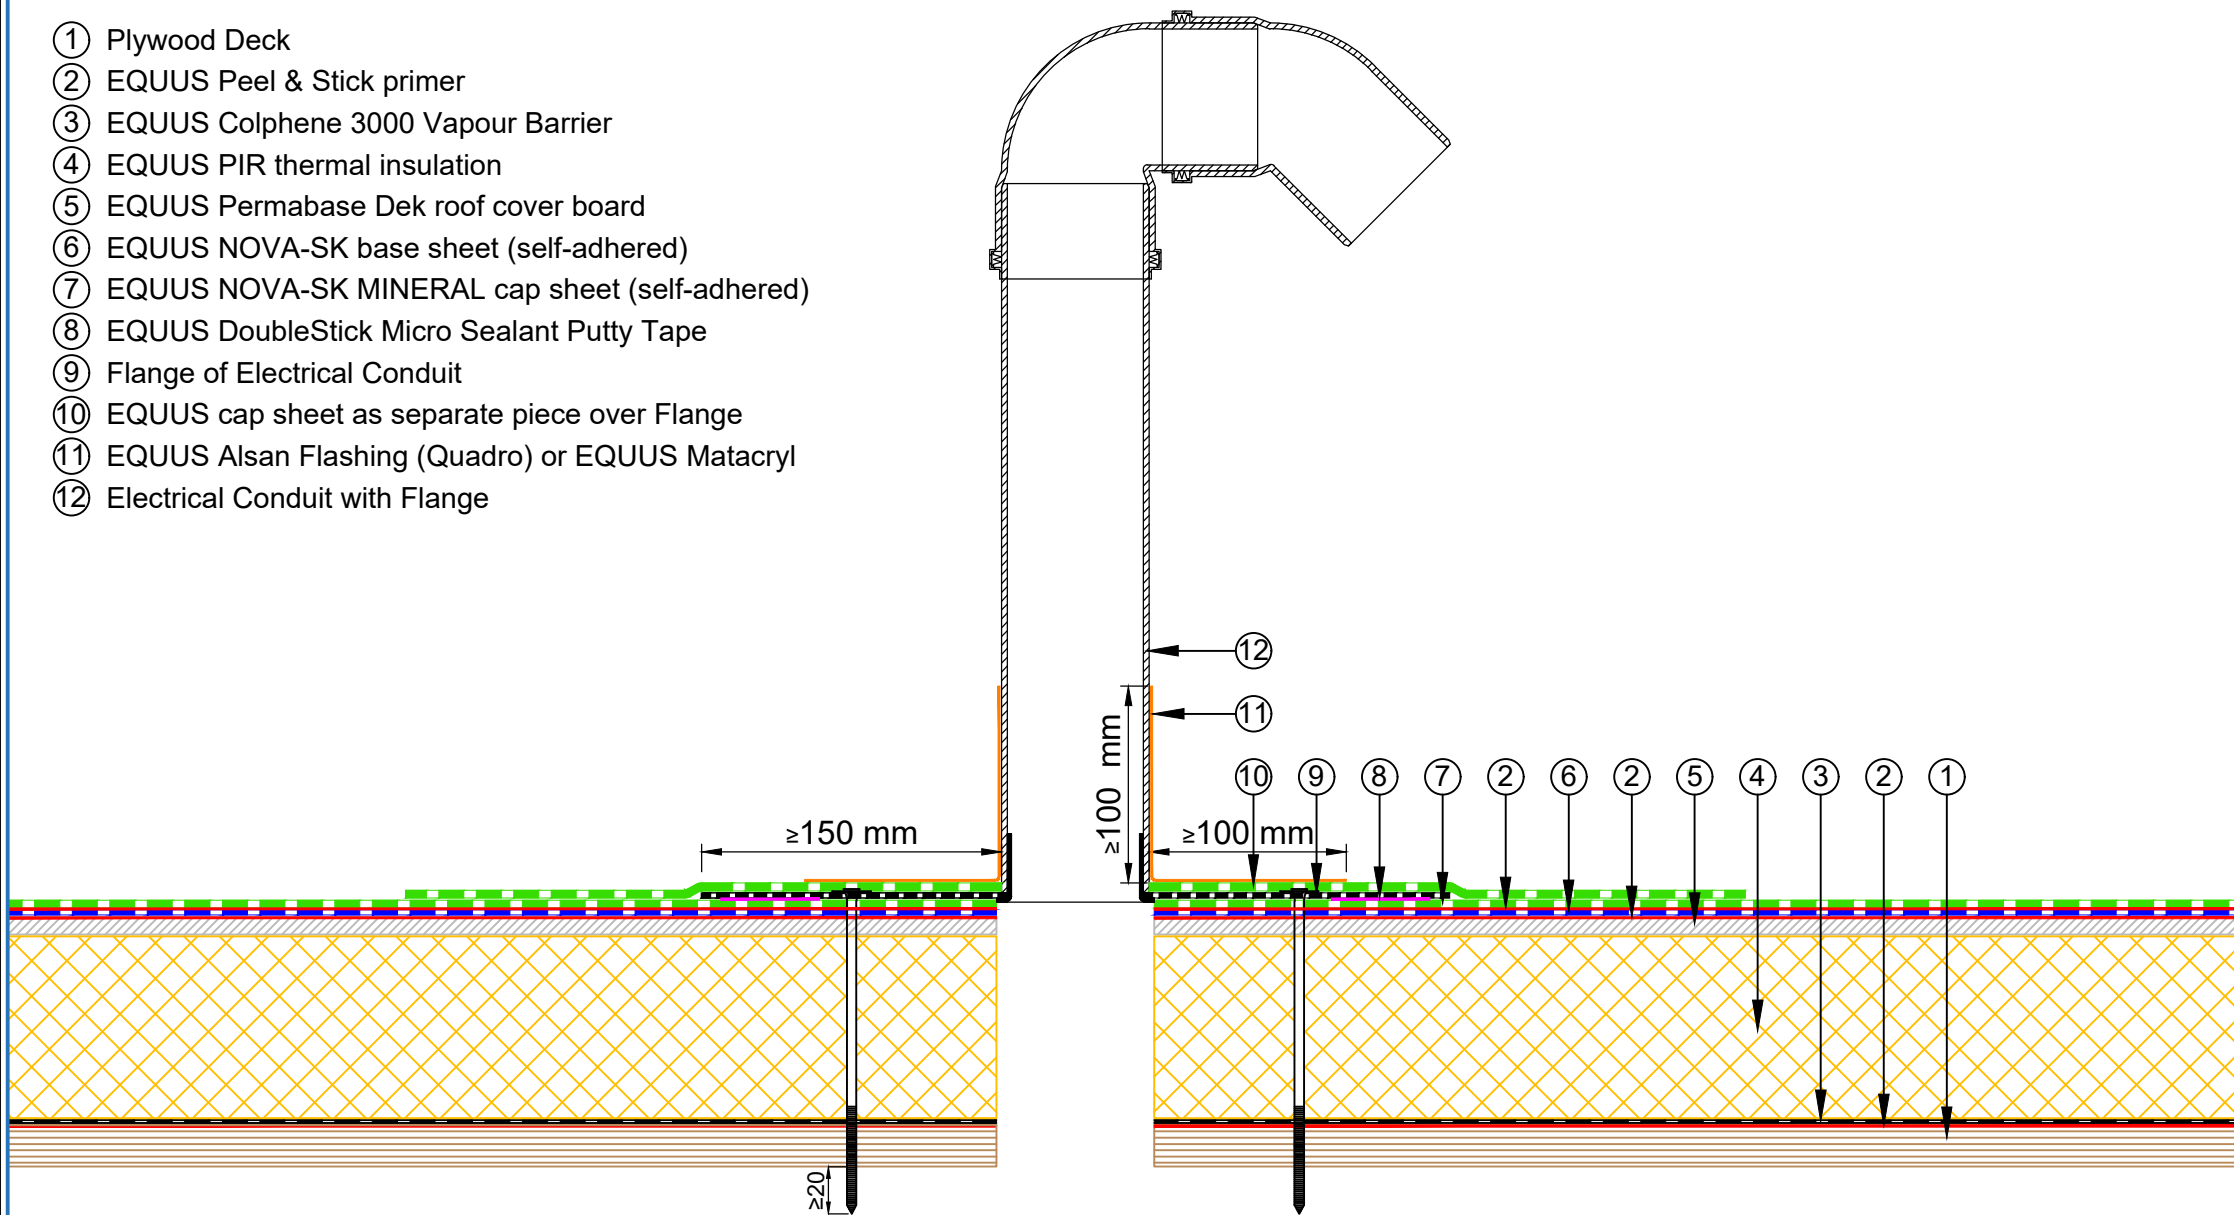 1 Plywood Deck
2 EQUUS Peel & Stick primer
3 EQUUS Colphene 3000 Vapour Barrier
4 EQUUS PIR thermal insulation
5 EQUUS Permabase Dek roof cover board
6 EQUUS NOVA-SK base sheet (self-adhered)
7 EQUUS NOVA-SK MINERAL cap sheet (self-adhered)
8 EQUUS DoubleStick Micro Sealant Putty Tape
9 Flange of Electrical Conduit
10 EQUUS cap sheet as separate piece over Flange
11 EQUUS Alsan Flashing (Quadro) or EQUUS Matacryl
12 Electrical Conduit with Flange
12
11
≥100 mm
10 9 8 7 2 6 2 5 4 3 2 1
≥150 mm
≥100 mm
≥20